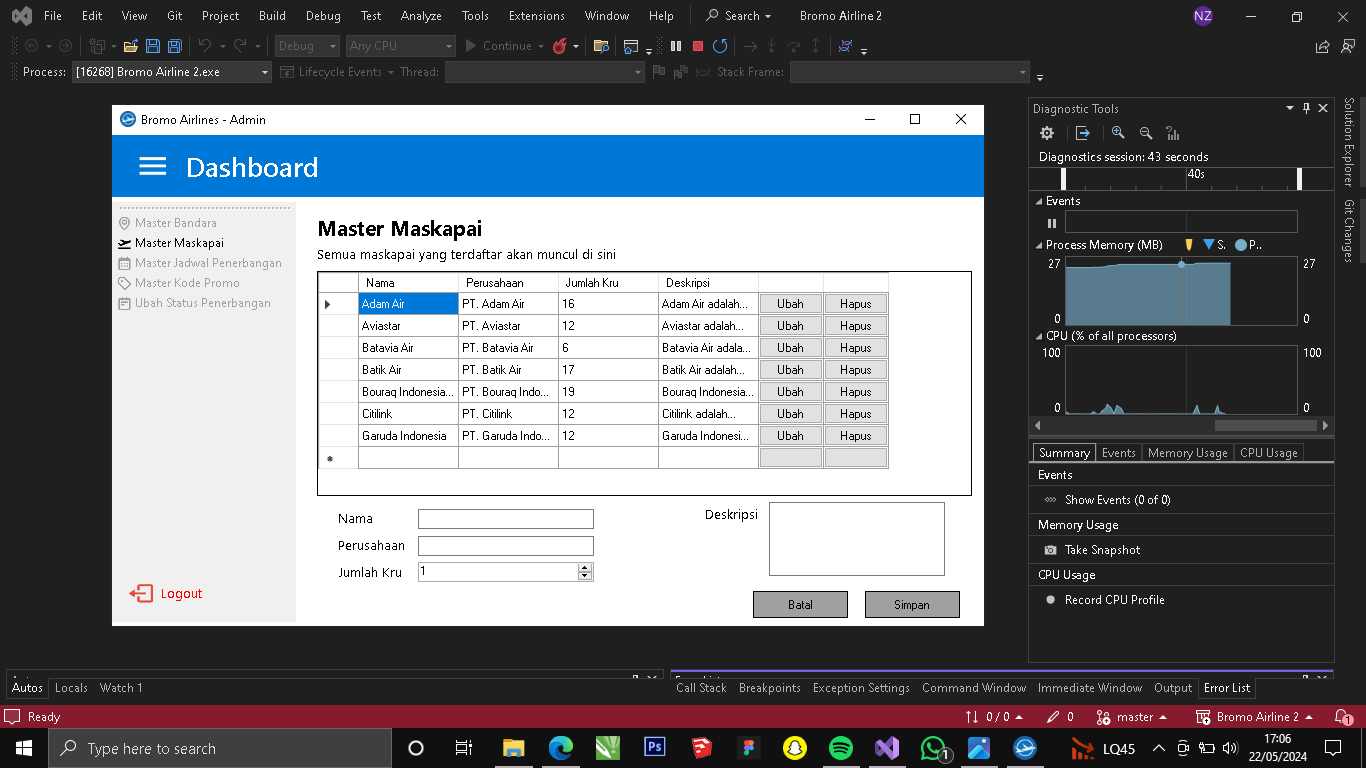 File Edit View Git Project Build Debug Test Analyze Tools Extensions Window Help Search Bromo Airline 2 NZ
Debug Any CPU Continue
Process: [16268] Bromo Airline 2.exe Lifecycle Events Thread: Stack Frame:
Bromo Airlines - Admin
Dashboard
Master Bandara
Master Maskapai
Master Jadwal Penerbangan
Master Kode Promo
Ubah Status Penerbangan
Logout
Master Maskapai
Semua maskapai yang terdaftar akan muncul di sini
Nama Perusahaan Jumlah Kru Deskripsi
Adam Air PT. Adam Air 16 Adam Air adalah... Ubah Hapus
Aviastar PT. Aviastar 12 Aviastar adalah... Ubah Hapus
Batavia Air PT. Batavia Air 6 Batavia Air adala... Ubah Hapus
Batik Air PT. Batik Air 17 Batik Air adalah... Ubah Hapus
Bouraq Indonesia... PT. Bouraq Indo... 19 Bouraq Indonesia... Ubah Hapus
Citilink PT. Citilink 12 Citilink adalah... Ubah Hapus
Garuda Indonesia PT. Garuda Indo... 12 Garuda Indonesi... Ubah Hapus
Nama
Perusahaan
Jumlah Kru 1
Deskripsi
Batal Simpan
Diagnostic Tools
Diagnostics session: 43 seconds
40s
Events
Process Memory (MB) S. P..
27 27
0 0
CPU (% of all processors)
100 100
0 0
Summary Events Memory Usage CPU Usage
Events
Show Events (0 of 0)
Memory Usage
Take Snapshot
CPU Usage
Record CPU Profile
Solution Explorer
Git Changes
Autos Locals Watch 1
Call Stack Breakpoints Exception Settings Command Window Immediate Window Output Error List
Ready 0 / 0 0 master Bromo Airline 2 1
Type here to search Ps 1 LQ45 17:06
22/05/2024